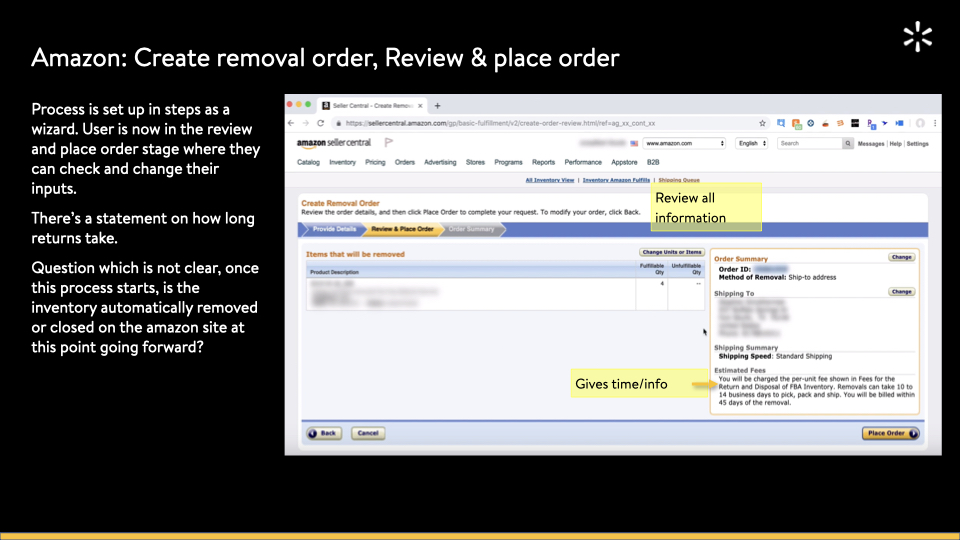 Amazon: Create removal order, Review & place order
Process is set up in steps as a
wizard. User is now in the review
and place order stage where they
can check and change their
inputs.
There's a statement on how long
returns take.
Question which is not clear, once
this process starts, is the
inventory automatically removed
or closed on the amazon site at
this point going forward?
Seller Central - Create Remov
https://sellercentral.amazon.com/gp/basic-fulfillment/v2/create-order-review.html/ref=ag_xx_cont_xx
amazon seller central
www.amazon.com
English
Search
Messages | Help | Settings
Catalog Inventory Pricing Orders Advertising Stores Programs Reports Performance Appstore B2B
All Inventory View | Inventory Amazon Fulfills | Shipping Queue
Review all
information
Create Removal Order
Review the order details, and then click Place Order to complete your request. To modify your order, click Back.
Provide Details Review & Place Order Order Summary
Items that will be removed
Change Units or Items
Product Description
Fulfillable Qty
Unfulfillable Qty
4 --
Order Summary
Change
Order ID:
Method of Removal: Ship-to address
Shipping To
Change
Shipping Summary
Shipping Speed: Standard Shipping
Estimated Fees
You will be charged the per-unit fee shown in Fees for the
Return and Disposal of FBA Inventory. Removals can take 10 to
14 business days to pick, pack and ship. You will be billed within
45 days of the removal.
Gives time/info
Back
Cancel
Place Order